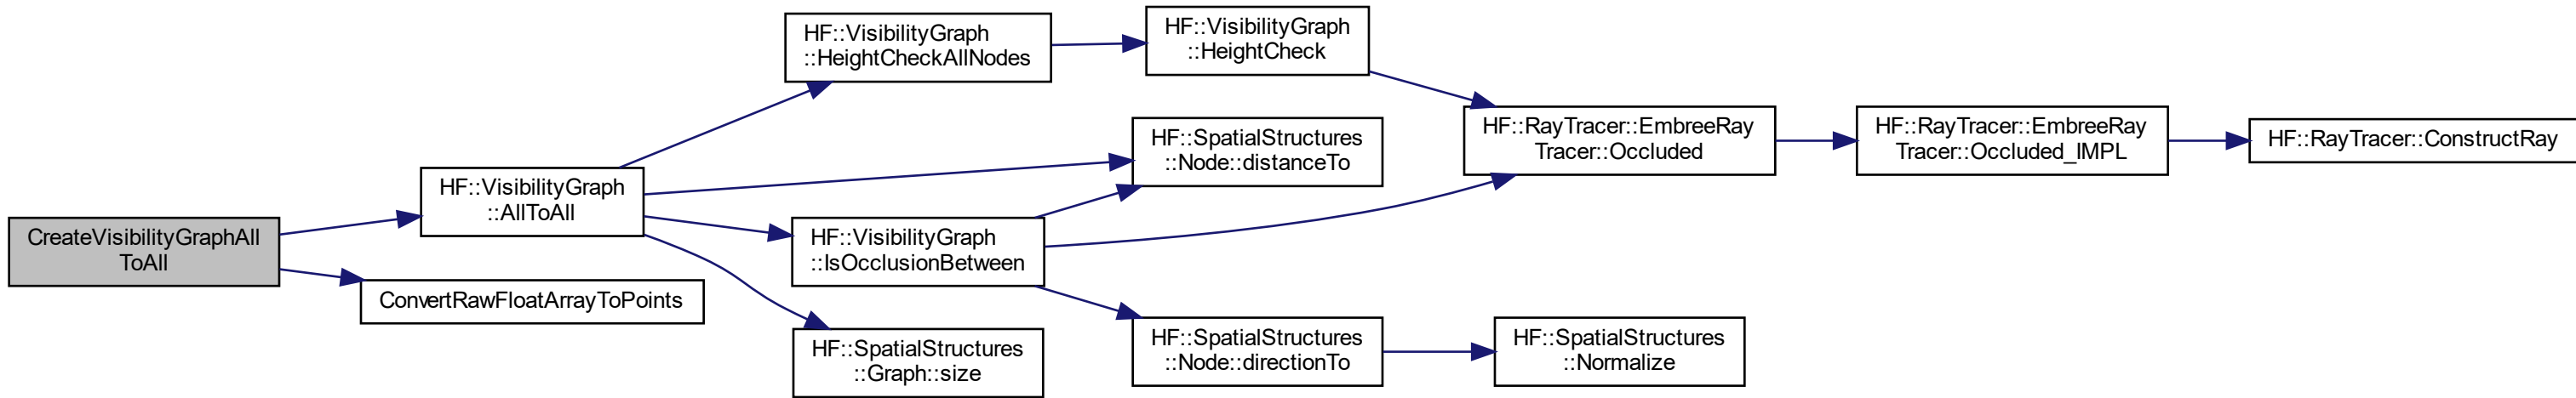 CreateVisibilityGraphAll
ToAll
HF::VisibilityGraph
::AllToAll
ConvertRawFloatArrayToPoints
HF::VisibilityGraph
::HeightCheckAllNodes
HF::VisibilityGraph
::IsOcclusionBetween
HF::SpatialStructures
::Graph::size
HF::VisibilityGraph
::HeightCheck
HF::SpatialStructures
::Node::distanceTo
HF::SpatialStructures
::Node::directionTo
HF::RayTracer::EmbreeRay
Tracer::Occluded
HF::SpatialStructures
::Normalize
HF::RayTracer::EmbreeRay
Tracer::Occluded_IMPL
HF::RayTracer::ConstructRay